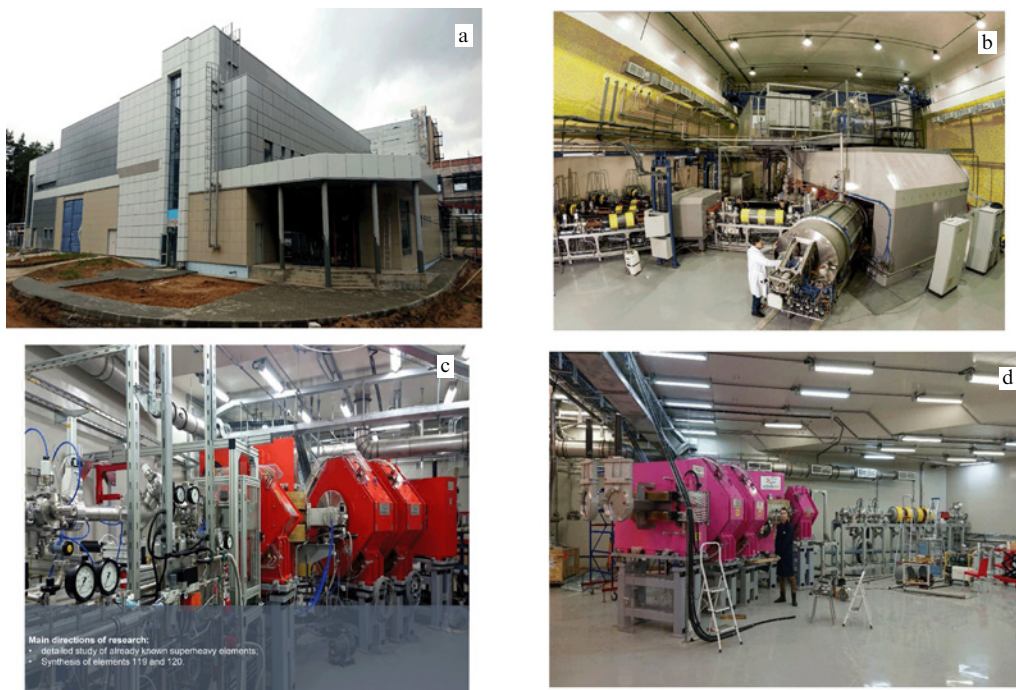 a
b
c
Main directions of research:
• detailed study of already known superheavy elements;
• Synthesis of elements 119 and 120.
d